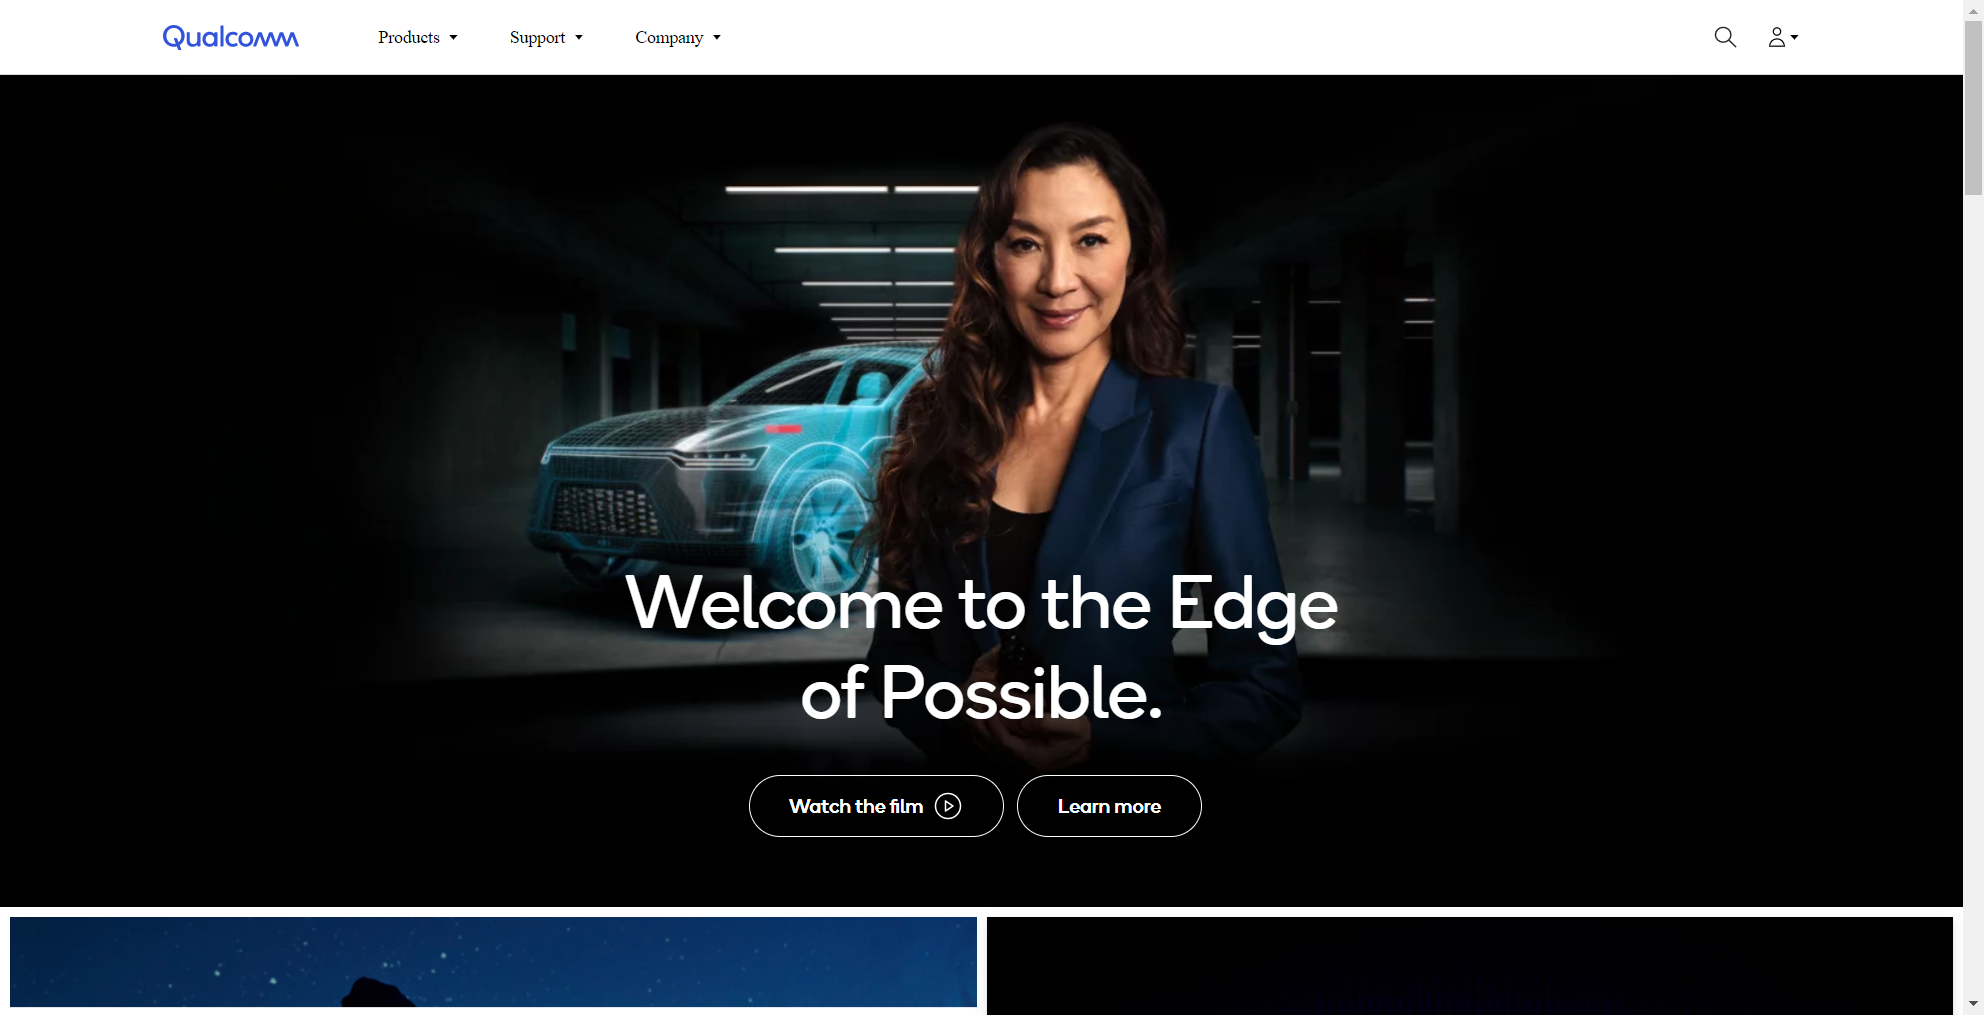 Qualcomm
Products
Support
Company
Welcome to the Edge
of Possible.
Watch the film
Learn more